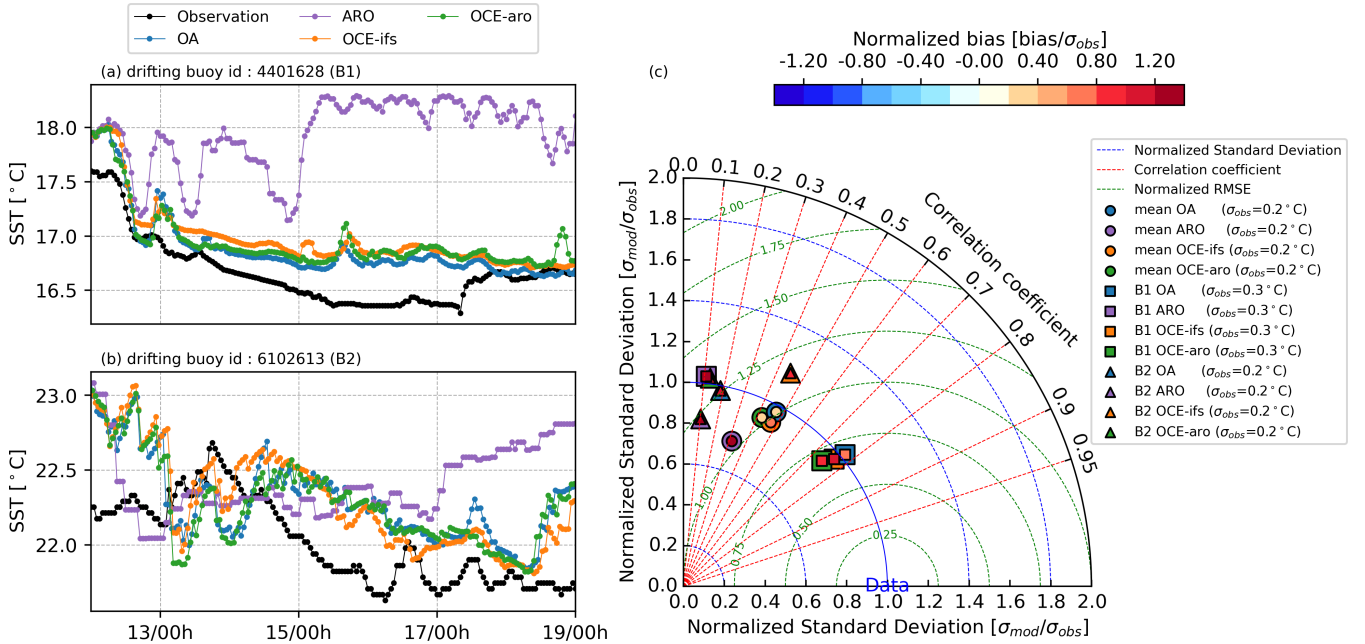 Observation
OA
ARO
OCE-ifs
OCE-aro
(a) drifting buoy id : 4401628 (B1)
SST [°C]
18.0
17.5
17.0
16.5
(b) drifting buoy id : 6102613 (B2)
SST [°C]
23.0
22.5
22.0
13/00h 15/00h 17/00h 19/00h
(c)
Normalized bias [bias/σobs]
-1.20 -0.80 -0.40 -0.00 0.40 0.80 1.20
Normalized Standard Deviation
Correlation coefficient
Normalized RMSE
mean OA (σobs=0.2°C)
mean ARO (σobs=0.2°C)
mean OCE-ifs (σobs=0.2°C)
mean OCE-aro (σobs=0.2°C)
B1 OA (σobs=0.3°C)
B1 ARO (σobs=0.3°C)
B1 OCE-ifs (σobs=0.3°C)
B1 OCE-aro (σobs=0.3°C)
B2 OA (σobs=0.2°C)
B2 ARO (σobs=0.2°C)
B2 OCE-ifs (σobs=0.2°C)
B2 OCE-aro (σobs=0.2°C)
0.0 0.1 0.2 0.3 0.4 0.5 0.6 0.7 0.8 0.9 0.95
Correlation coefficient
Normalized Standard Deviation [σmod/σobs]
2.0
1.8
1.6
1.4
1.2
1.0
0.8
0.6
0.4
0.2
0.0
2.00
1.75
1.50
1.25
1.00
0.75
0.50
0.25
Data
0.0 0.2 0.4 0.6 0.8 1.0 1.2 1.4 1.6 1.8 2.0
Normalized Standard Deviation [σmod/σobs]